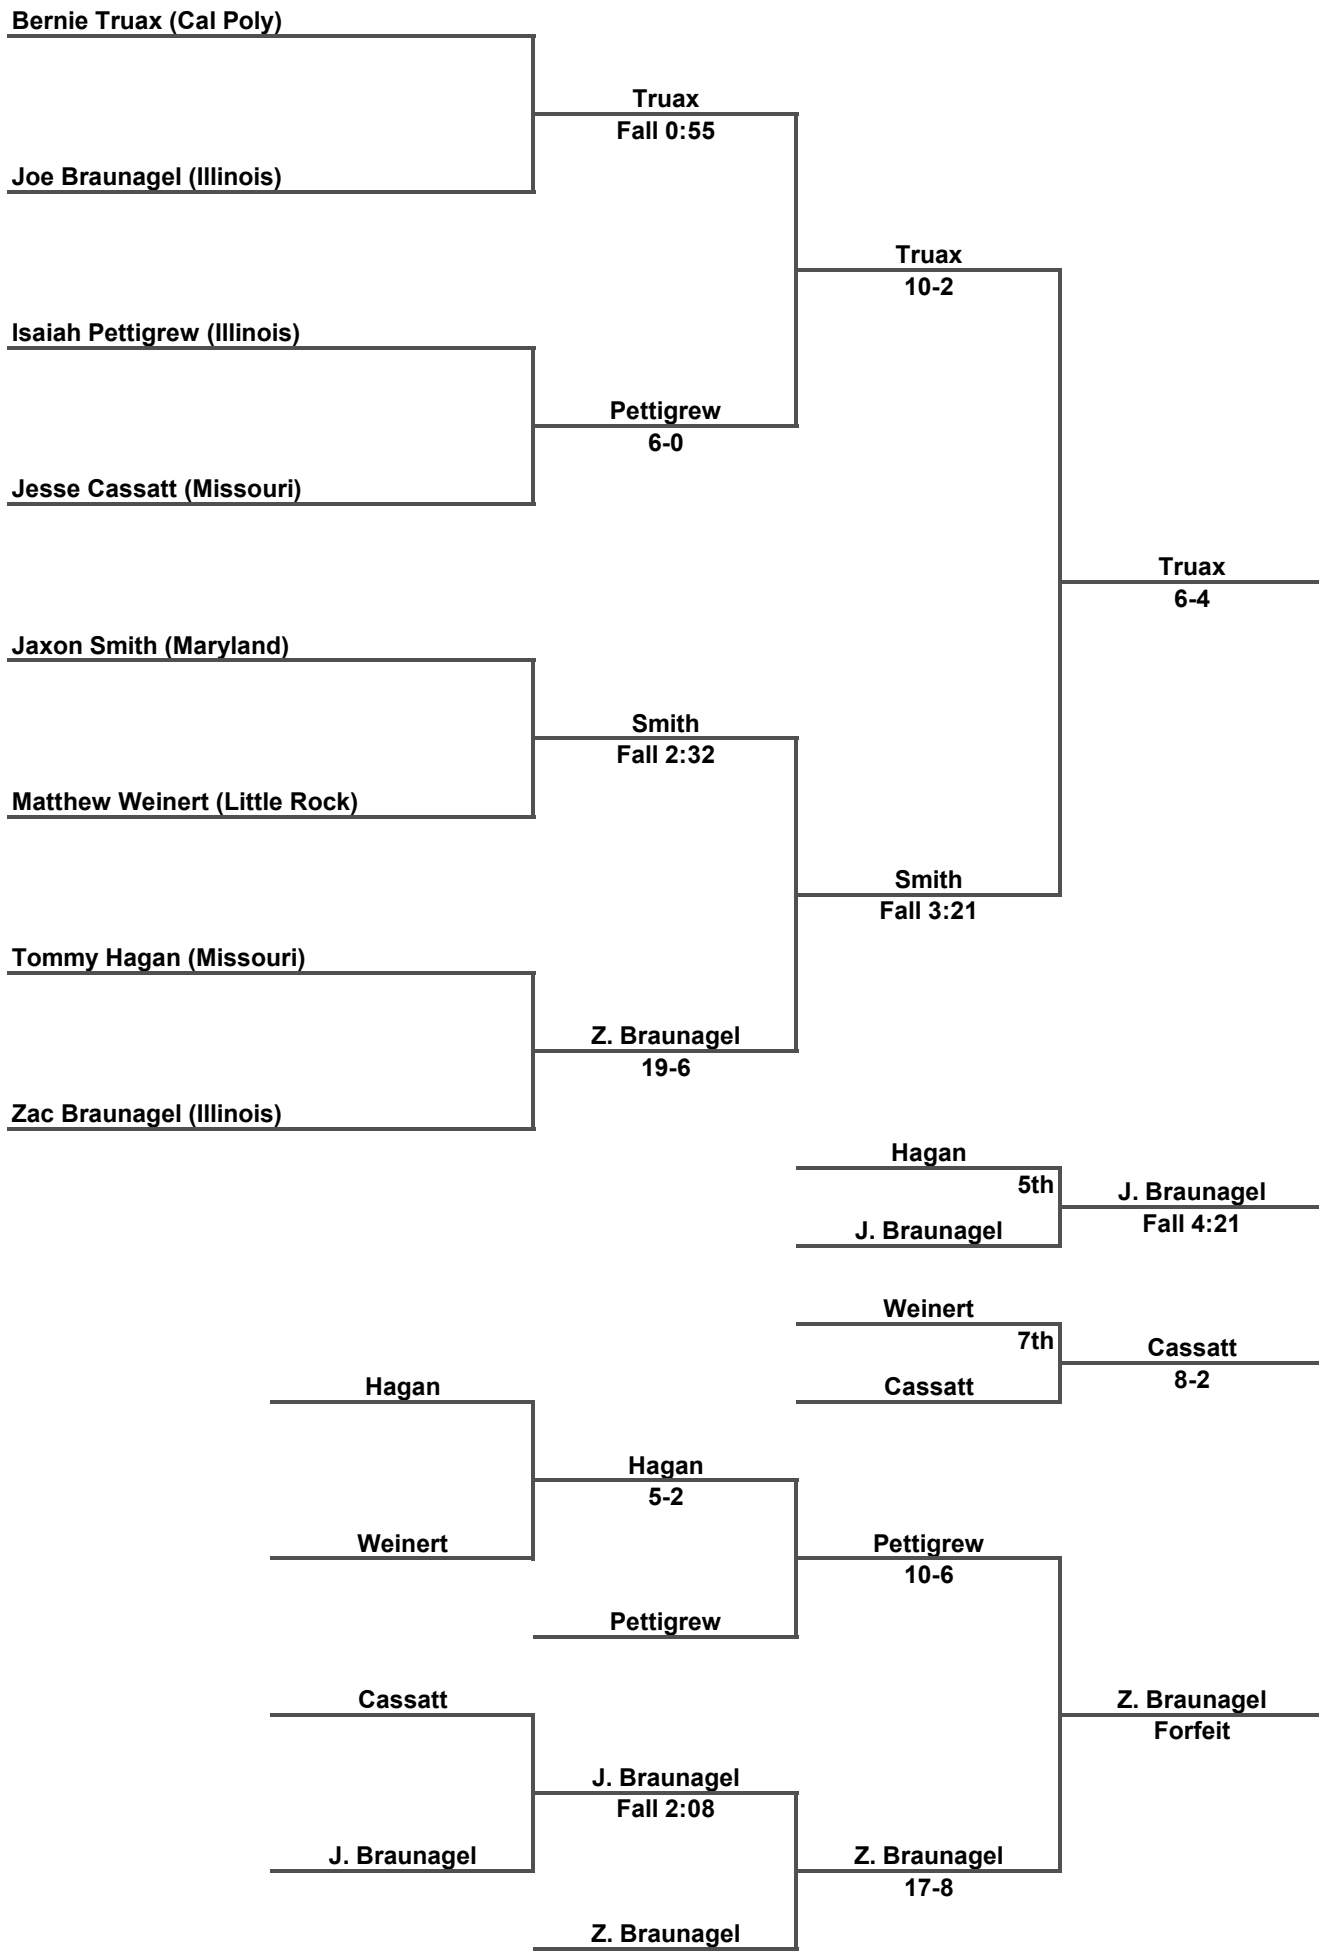 Bernie Truax (Cal Poly)
Truax
Fall 0:55
Joe Braunagel (Illinois)
Truax
10-2
Isaiah Pettigrew (Illinois)
Pettigrew
6-0
Jesse Cassatt (Missouri)
Truax
6-4
Jaxon Smith (Maryland)
Smith
Fall 2:32
Matthew Weinert (Little Rock)
Smith
Fall 3:21
Tommy Hagan (Missouri)
Z. Braunagel
19-6
Zac Braunagel (Illinois)
Hagan
5th
J. Braunagel
J. Braunagel
Fall 4:21
Weinert
7th
Cassatt
Cassatt
8-2
Hagan
Hagan
5-2
Weinert
Pettigrew
10-6
Pettigrew
Cassatt
Z. Braunagel
Forfeit
J. Braunagel
Fall 2:08
J. Braunagel
Z. Braunagel
17-8
Z. Braunagel